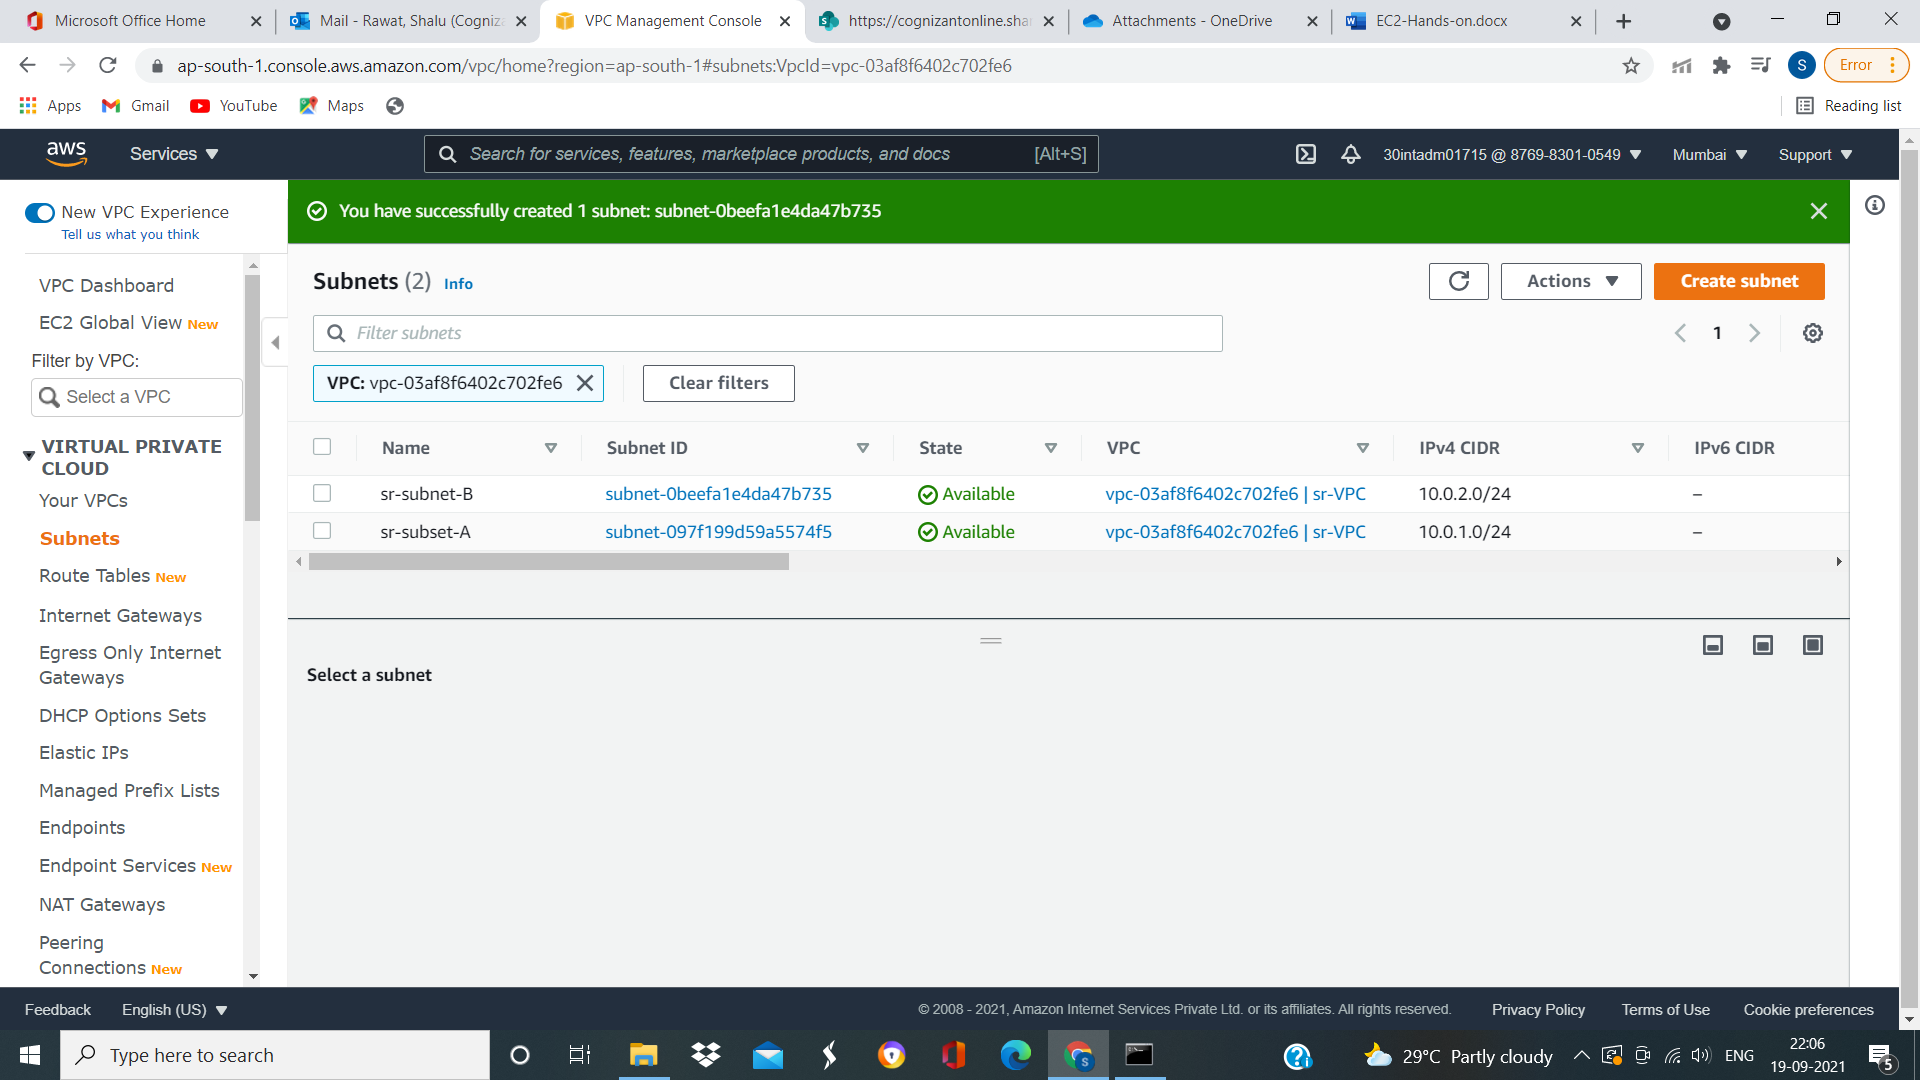 Microsoft Office Home
Mail - Rawat, Shalu (Cogniz
VPC Management Console
https://cognizantonline.sha
Attachments - OneDrive
EC2-Hands-on.docx
ap-south-1.console.aws.amazon.com/vpc/home?region=ap-south-1#subnets:VpcId=vpc-03af8f6402c702fe6
S
Error
Apps
Gmail
YouTube
Maps
Reading list
aws
Services
Search for services, features, marketplace products, and docs
[Alt+S]
30intadm01715 @ 8769-8301-0549
Mumbai
Support
New VPC Experience
Tell us what you think
You have successfully created 1 subnet: subnet-0beefa1e4da47b735
VPC Dashboard
EC2 Global View New
Filter by VPC:
Select a VPC
VIRTUAL PRIVATE
CLOUD
Your VPCs
Subnets
Route Tables New
Internet Gateways
Egress Only Internet
Gateways
DHCP Options Sets
Elastic IPs
Managed Prefix Lists
Endpoints
Endpoint Services New
NAT Gateways
Peering
Connections New
Subnets (2) Info
Actions
Create subnet
Filter subnets
1
VPC: vpc-03af8f6402c702fe6
Clear filters
Name Subnet ID State VPC IPv4 CIDR IPv6 CIDR
sr-subnet-B subnet-0beefa1e4da47b735 Available vpc-03af8f6402c702fe6 | sr-VPC 10.0.2.0/24 –
sr-subset-A subnet-097f199d59a5574f5 Available vpc-03af8f6402c702fe6 | sr-VPC 10.0.1.0/24 –
Select a subnet
Feedback
English (US)
© 2008 - 2021, Amazon Internet Services Private Ltd. or its affiliates. All rights reserved.
Privacy Policy
Terms of Use
Cookie preferences
Type here to search
S
29°C Partly cloudy
ENG
22:06
19-09-2021
5